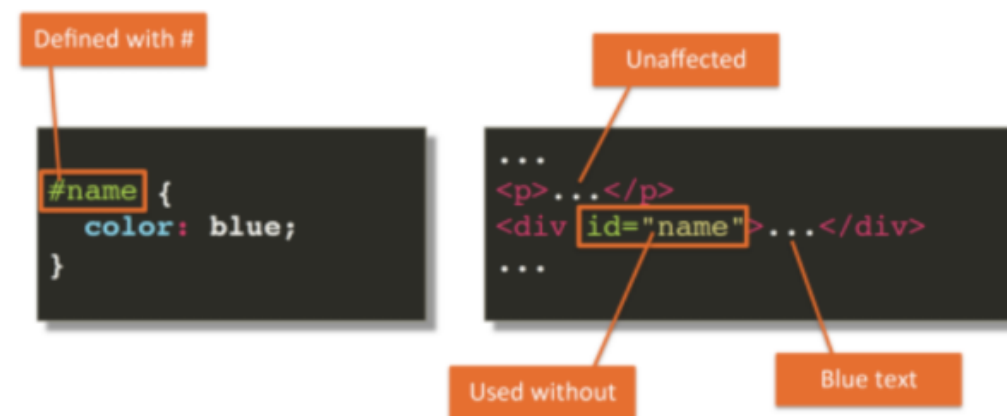 Defined with #
Unaffected
#name {
color: blue;
}
...
<p>...</p>
<div id="name">...</div>
...
Used without
Blue text